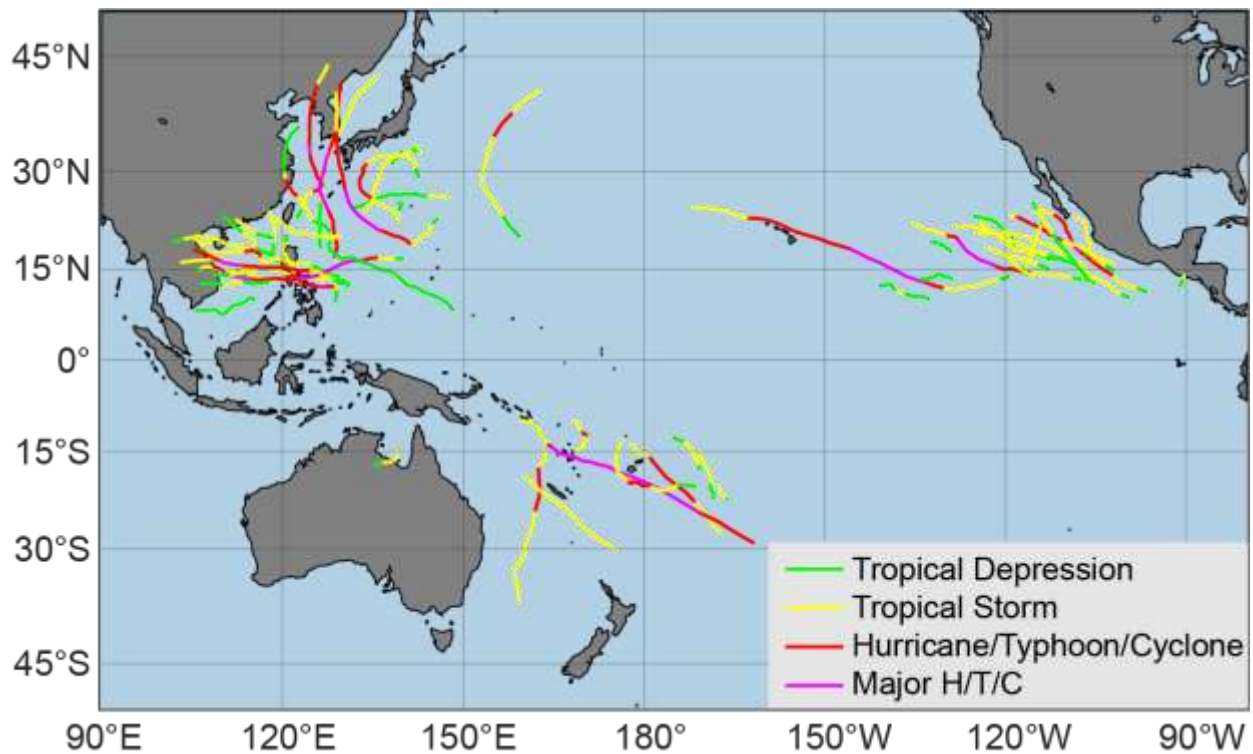 45°N
30°N
15°N
0°
15°S
30°S
45°S
Tropical Depression
Tropical Storm
Hurricane/Typhoon/Cyclone
Major H/T/C
90°E 120°E 150°E 180° 150°W 120°W 90°W